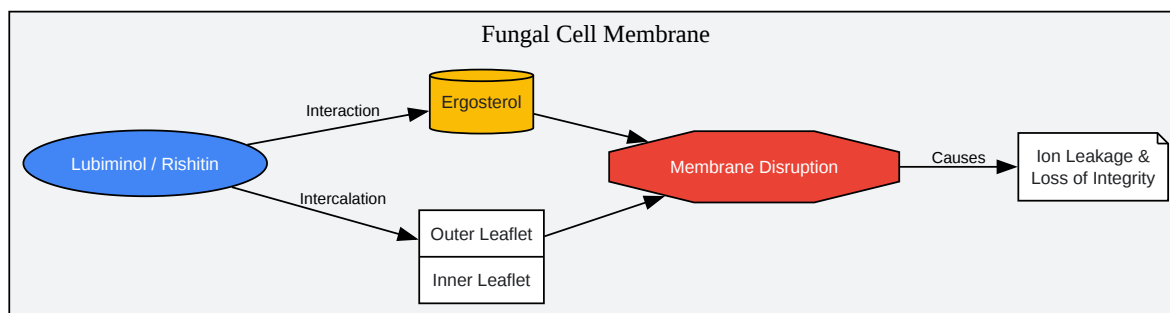 Fungal Cell Membrane
Lubiminol / Rishitin
Interaction
Ergosterol
Intercalation
Outer Leaflet
Inner Leaflet
Membrane Disruption
Causes
Ion Leakage &
Loss of Integrity